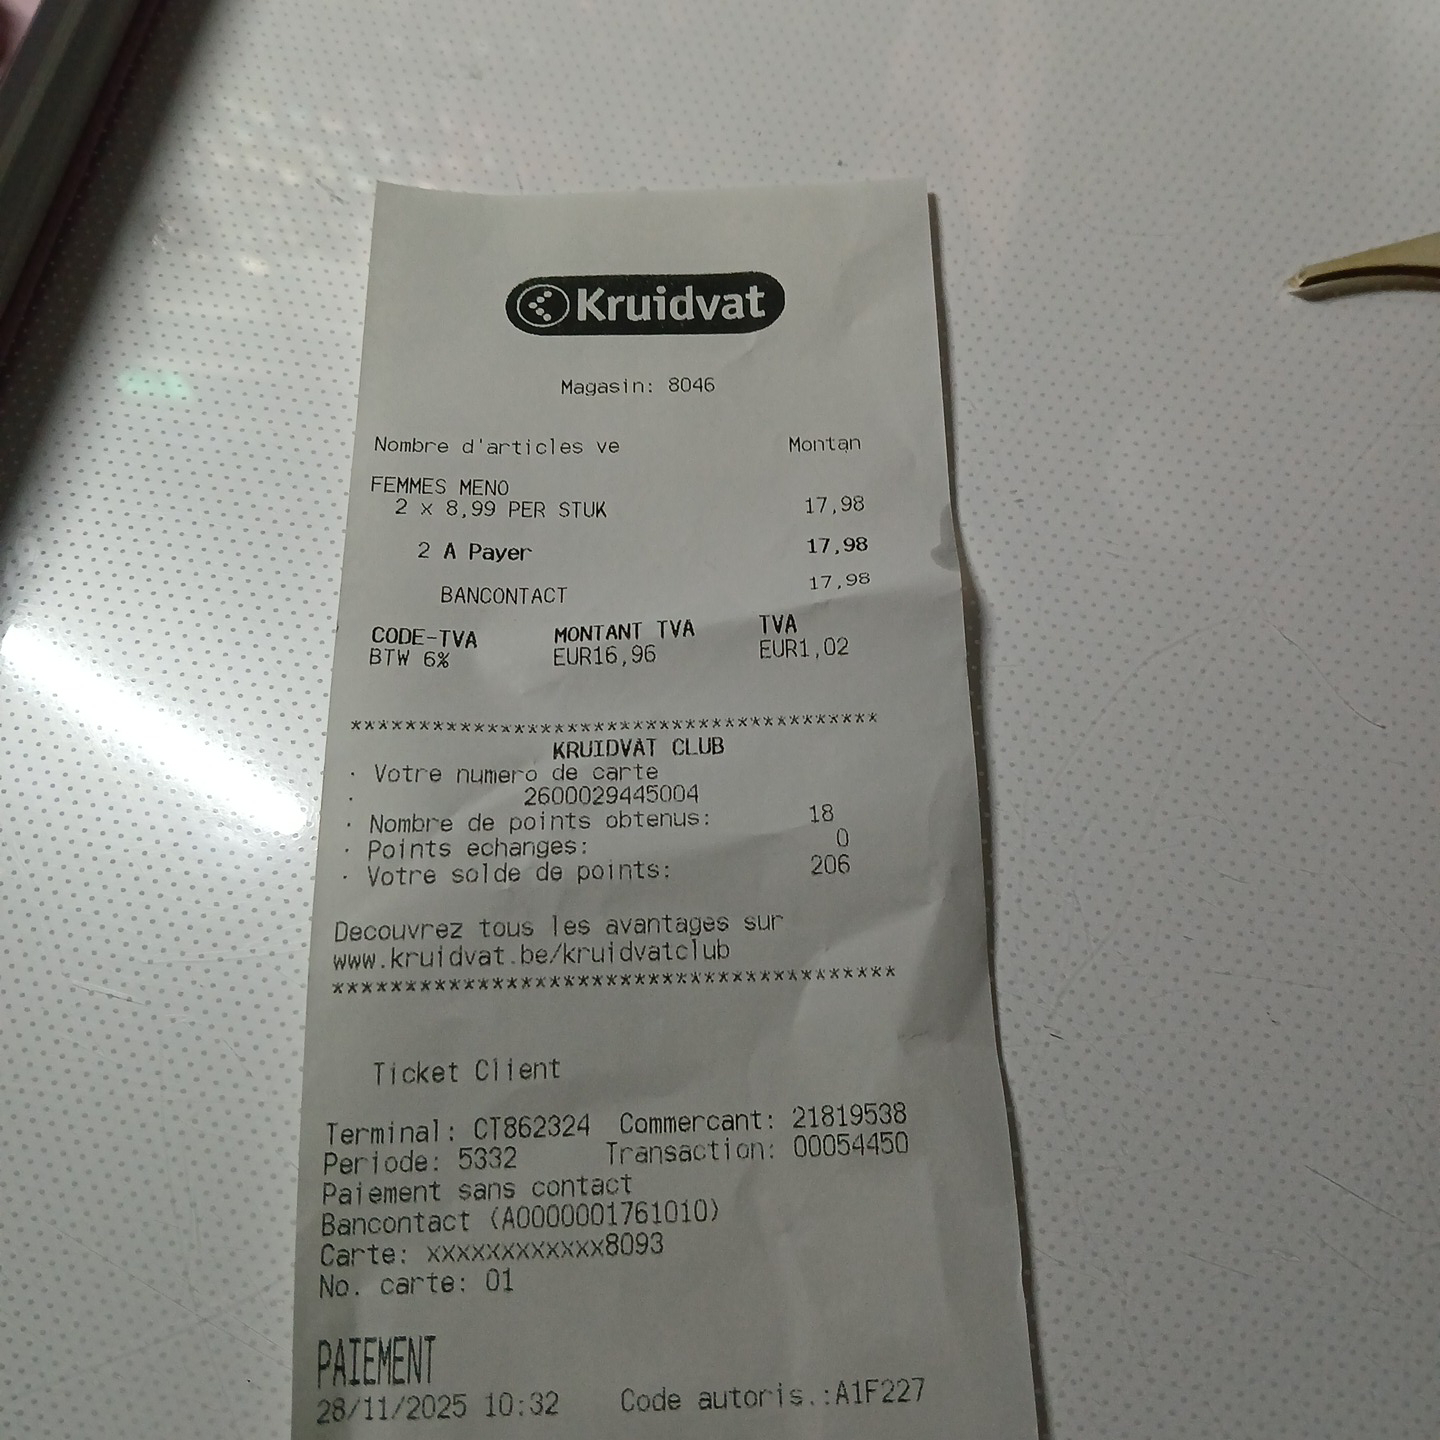 Kruidvat
Magasin: 8046
Nombre d'articles ve Montan
FEMMES MENO
2 x 8,99 PER STUK 17,98
2 A Payer 17,98
BANCONTACT 17,98
CODE-TVA MONTANT TVA TVA
BTW 6% EUR16,96 EUR1,02
***************************************
KRUIDVAT CLUB
· Votre numero de carte
· 2600029445004
· Nombre de points obtenus: 18
· Points echanges: 0
· Votre solde de points: 206
Decouvrez tous les avantages sur
www.kruidvat.be/kruidvatclub
***************************************
Ticket Client
Terminal: CT862324 Commercant: 21819538
Periode: 5332 Transaction: 00054450
Paiement sans contact
Bancontact (A0000001761010)
Carte: xxxxxxxxxxxx8093
No. carte: 01
PAIEMENT
28/11/2025 10:32 Code autoris.:A1F227